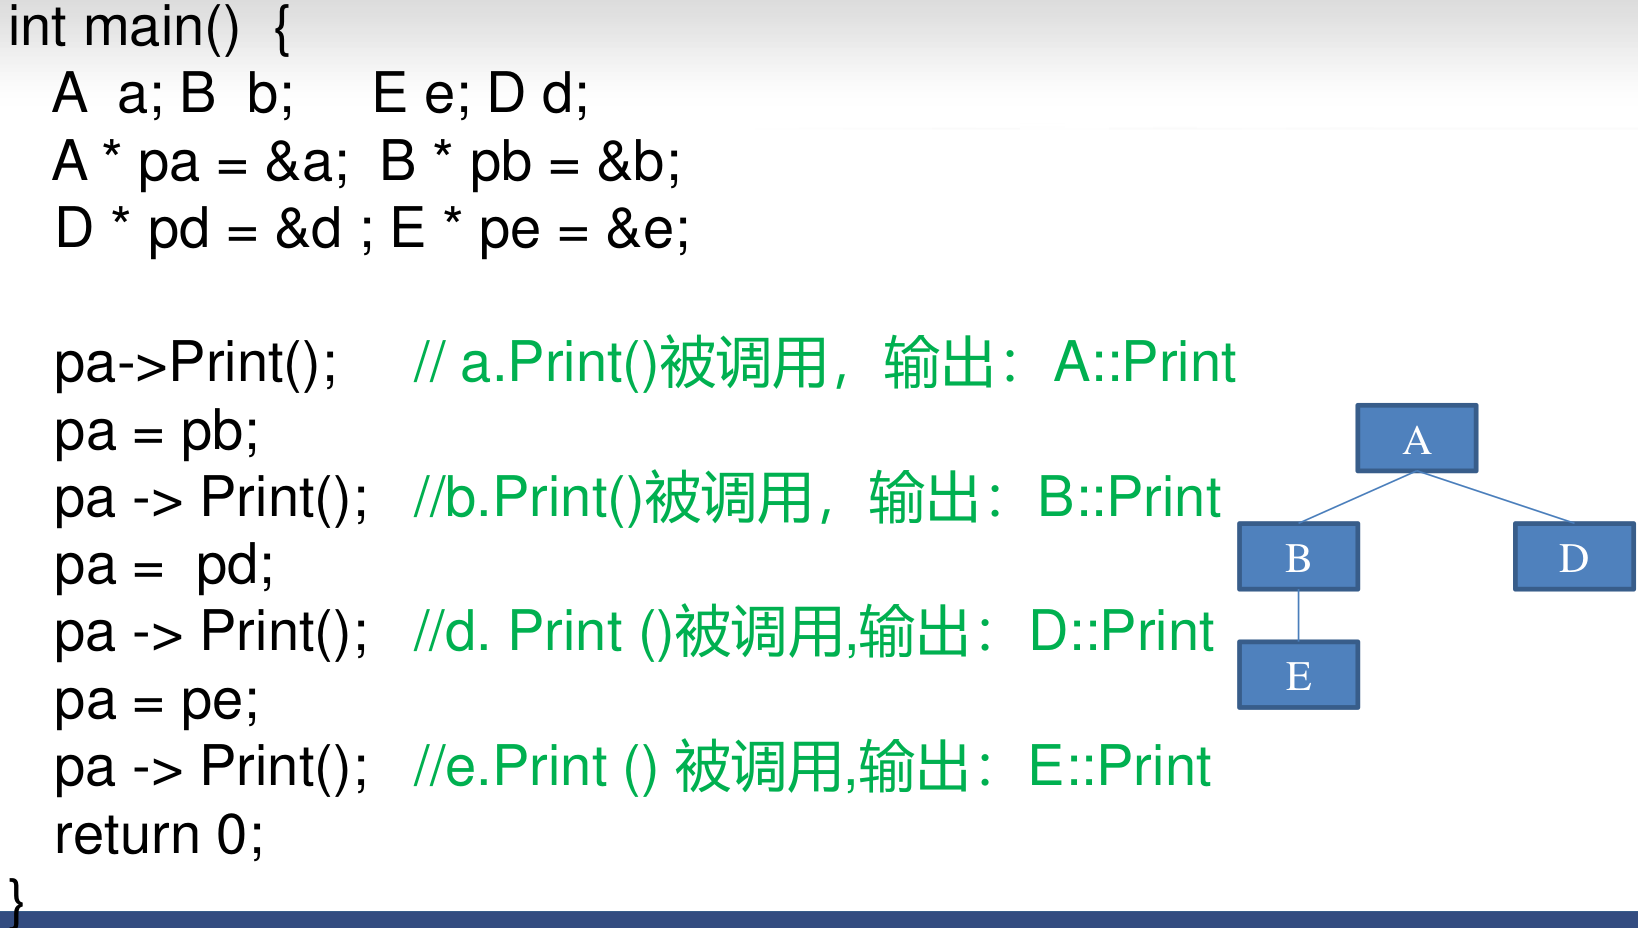 int main() {
A a; B b; E e; D d;
A * pa = &a; B * pb = &b;
D * pd = &d ; E * pe = &e;
pa->Print(); // a.Print()被调用，输出：A::Print
pa = pb;
pa -> Print(); //b.Print()被调用，输出：B::Print
pa = pd;
pa -> Print(); //d. Print ()被调用,输出：D::Print
pa = pe;
pa -> Print(); //e.Print () 被调用,输出：E::Print
return 0;
}
A
B
D
E